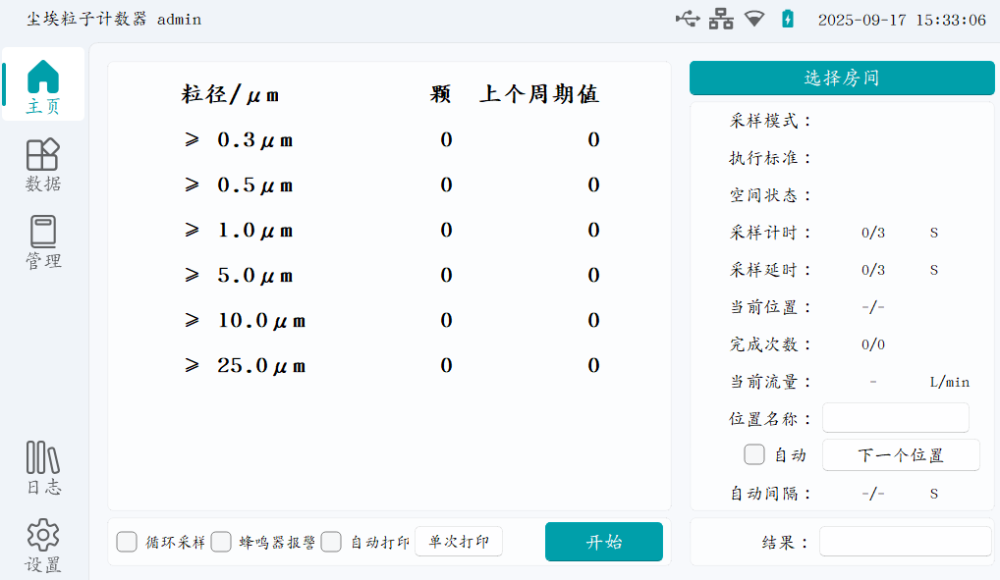 尘埃粒子计数器 admin
2025-09-17 15:33:06
主页
数据
管理
日志
设置
粒径/μm 颗 上个周期值
≥ 0.3μm 0 0
≥ 0.5μm 0 0
≥ 1.0μm 0 0
≥ 5.0μm 0 0
≥ 10.0μm 0 0
≥ 25.0μm 0 0
循环采样 蜂鸣器报警 自动打印 单次打印 开始
选择房间
采样模式：
执行标准：
空间状态：
采样计时： 0/3 S
采样延时： 0/3 S
当前位置： -/-
完成次数： 0/0
当前流量： - L/min
位置名称：
自动 下一个位置
自动间隔： -/- S
结果：